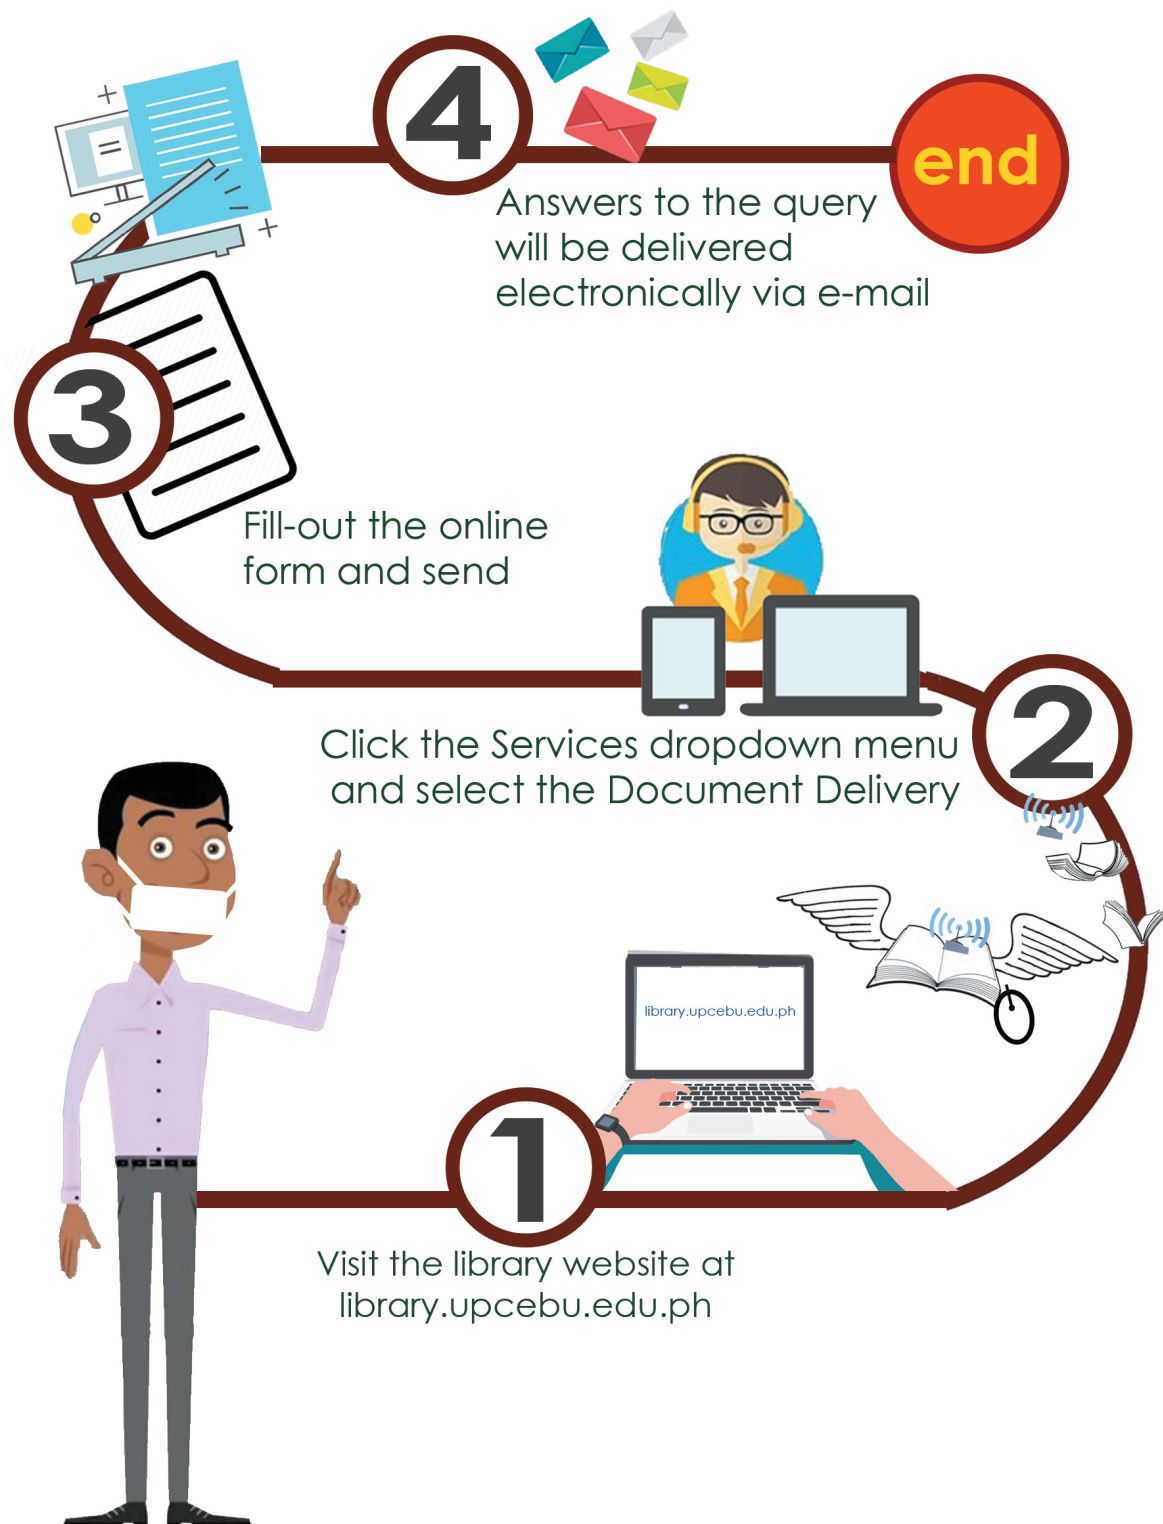 4
end
Answers to the query
will be delivered
electronically via e-mail
3
Fill-out the online
form and send
2
Click the Services dropdown menu
and select the Document Delivery
library.upcebu.edu.ph
1
Visit the library website at
library.upcebu.edu.ph